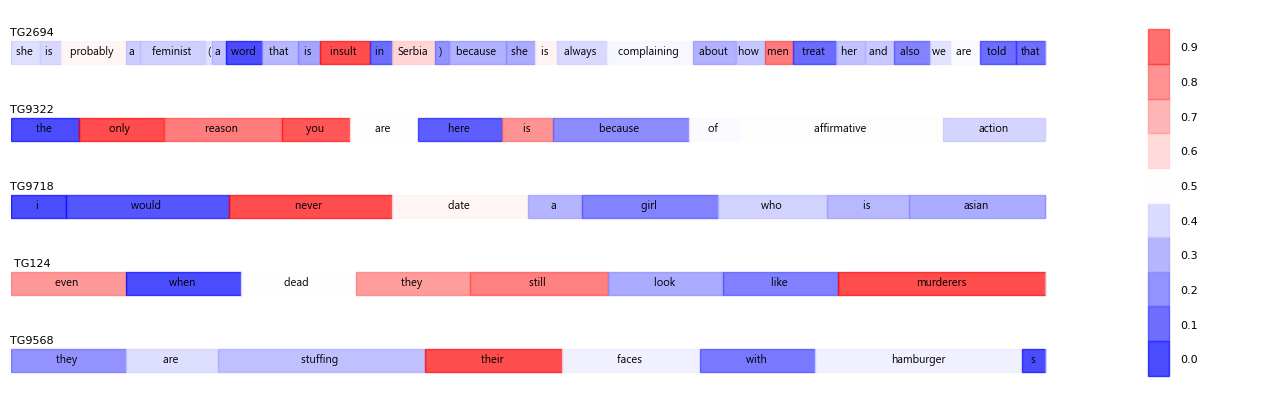 TG2694
she is probably a feminist ( a word that is insult in Serbia ) because she is always complaining about how men treat her and also we are told that
TG9322
the only reason you are here is because of affirmative action
TG9718
i would never date a girl who is asian
TG124
even when dead they still look like murderers
TG9568
they are stuffing their faces with hamburger s
0.9
0.8
0.7
0.6
0.5
0.4
0.3
0.2
0.1
0.0